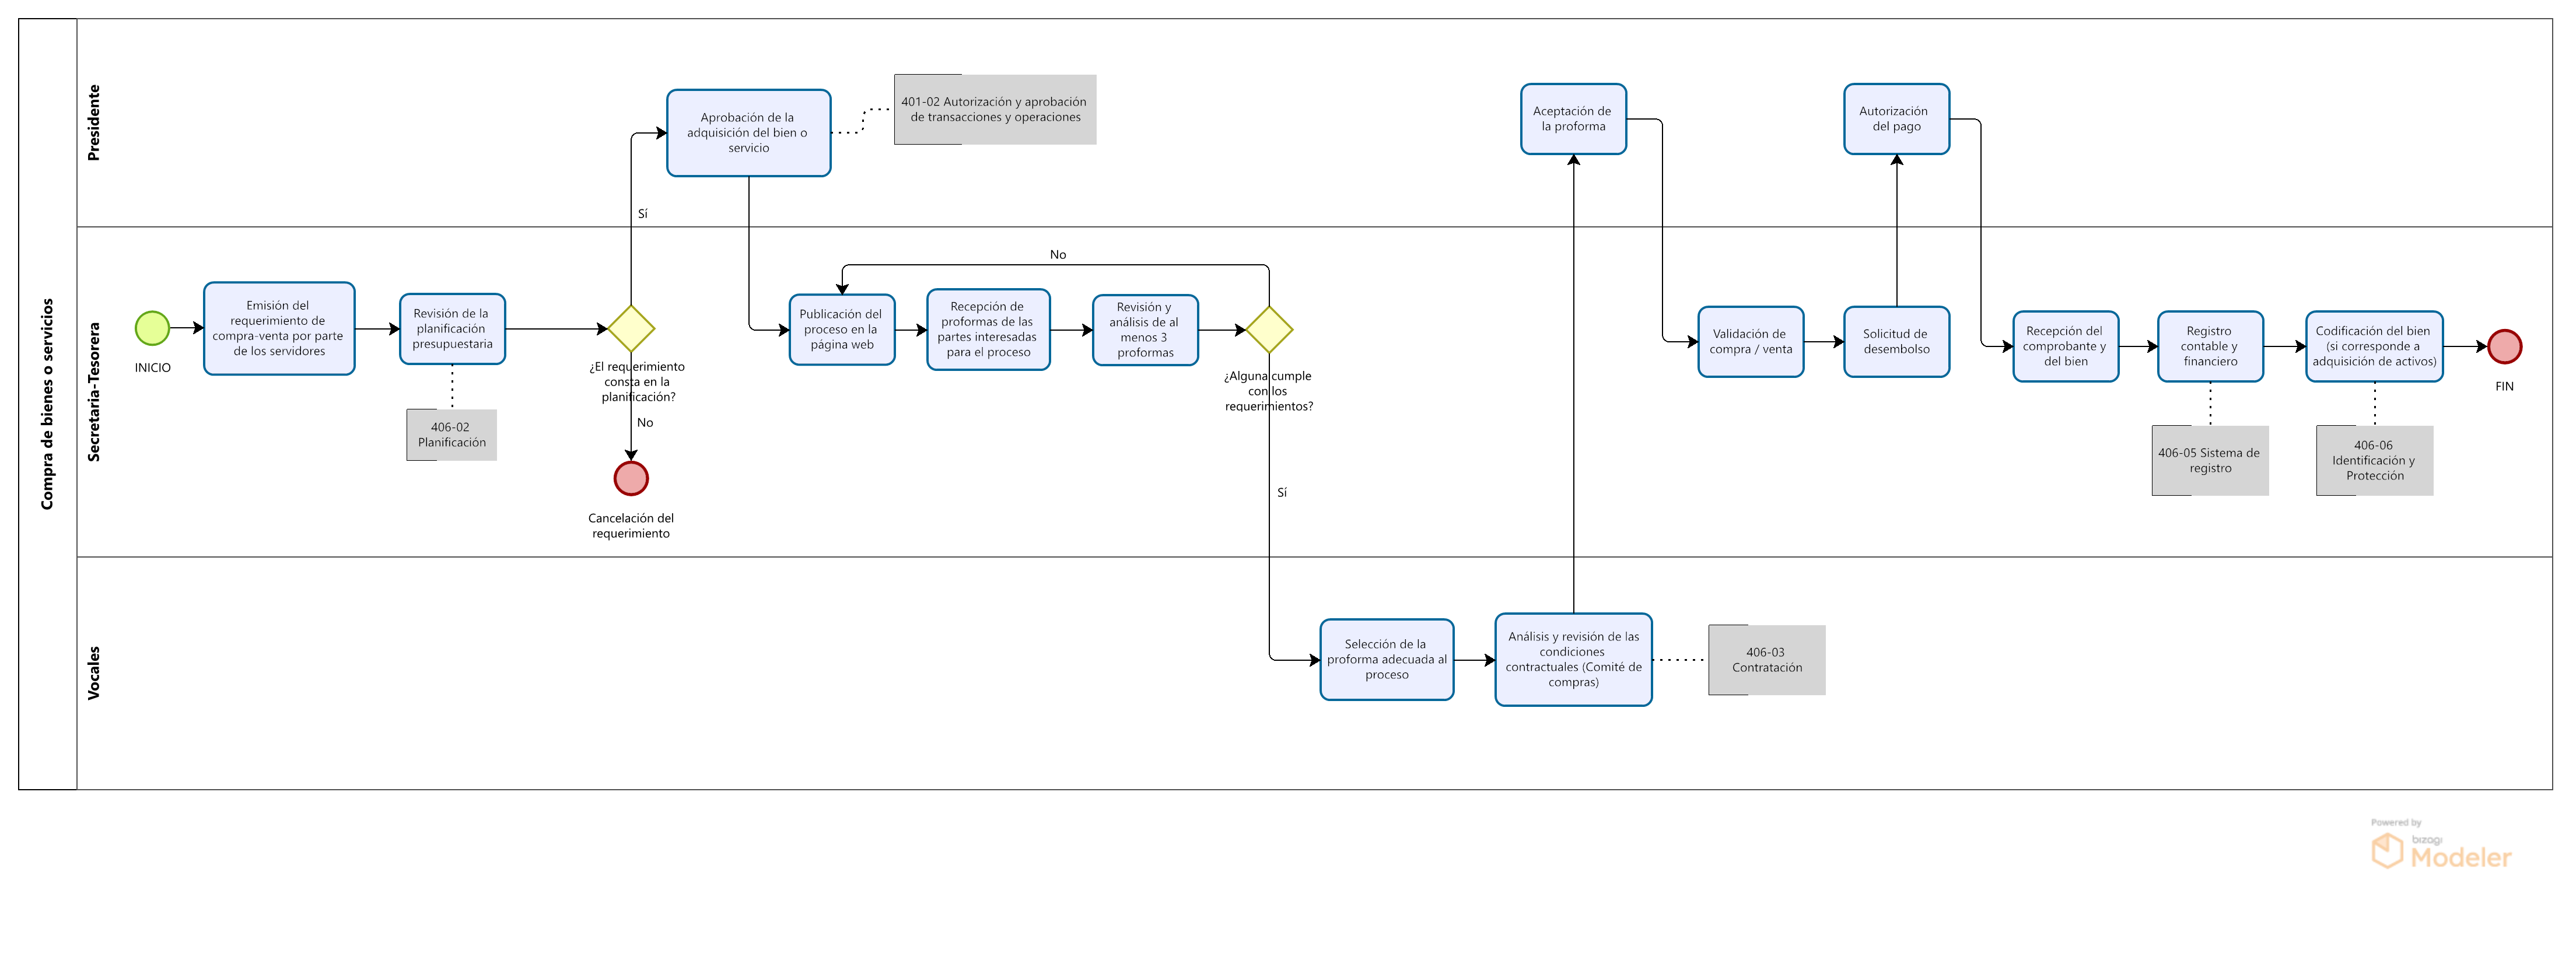 Compra de bienes o servicios
Presidente
Aprobación de la
adquisición del bien o
servicio
401-02 Autorización y aprobación
de transacciones y operaciones
Aceptación de
la proforma
Autorización
del pago
Sí
Secretaria-Tesorera
INICIO
Emisión del
requerimiento de
compra-venta por parte
de los servidores
Revisión de la
planificación
presupuestaria
406-02
Planificación
¿El requerimiento
consta en la
planificación?
No
Cancelación del
requerimiento
No
Publicación del
proceso en la
página web
Recepción de
proformas de las
partes interesadas
para el proceso
Revisión y
análisis de al
menos 3
proformas
¿Alguna cumple
con los
requerimientos?
Sí
Validación de
compra / venta
Solicitud de
desembolso
Recepción del
comprobante y
del bien
Registro
contable y
financiero
Codificación del bien
(si corresponde a
adquisición de activos)
FIN
406-05 Sistema de
registro
406-06
Identificación y
Protección
Vocales
Selección de la
proforma adecuada al
proceso
Análisis y revisión de las
condiciones
contractuales (Comité de
compras)
406-03
Contratación
Powered by
bizagi
Modeler